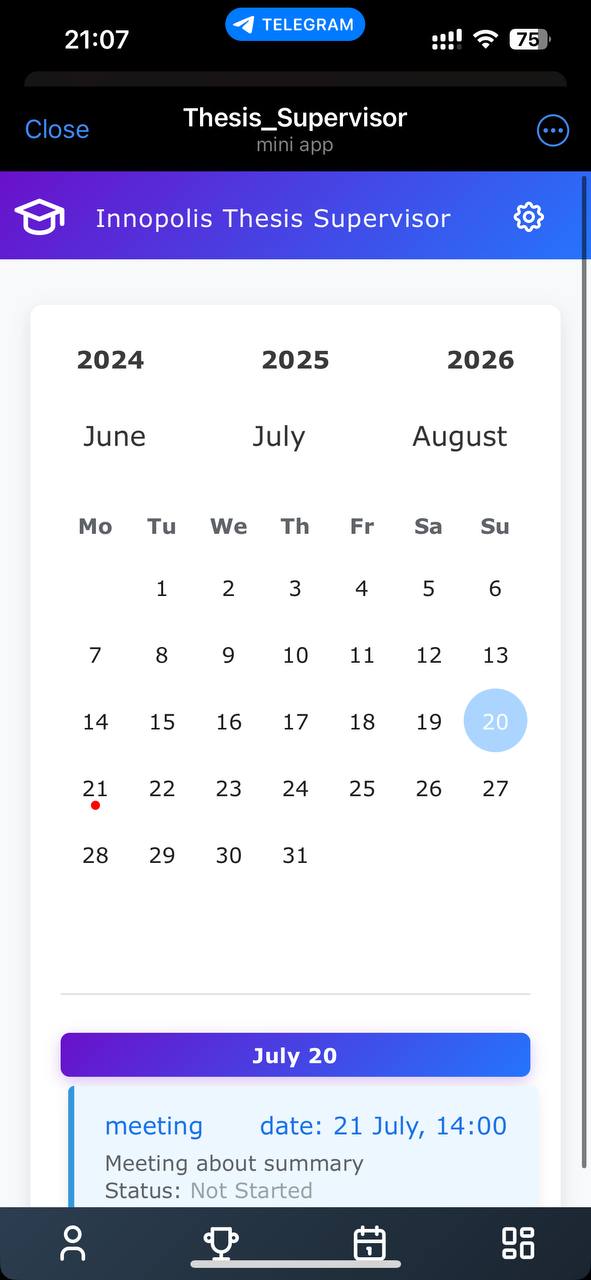 21:07
TELEGRAM
75
Close
Thesis_Supervisor
mini app
Innopolis Thesis Supervisor
2024 2025 2026
June July August
Mo Tu We Th Fr Sa Su
1 2 3 4 5 6
7 8 9 10 11 12 13
14 15 16 17 18 19 20
21 22 23 24 25 26 27
28 29 30 31
July 20
meeting date: 21 July, 14:00
Meeting about summary
Status: Not Started
1